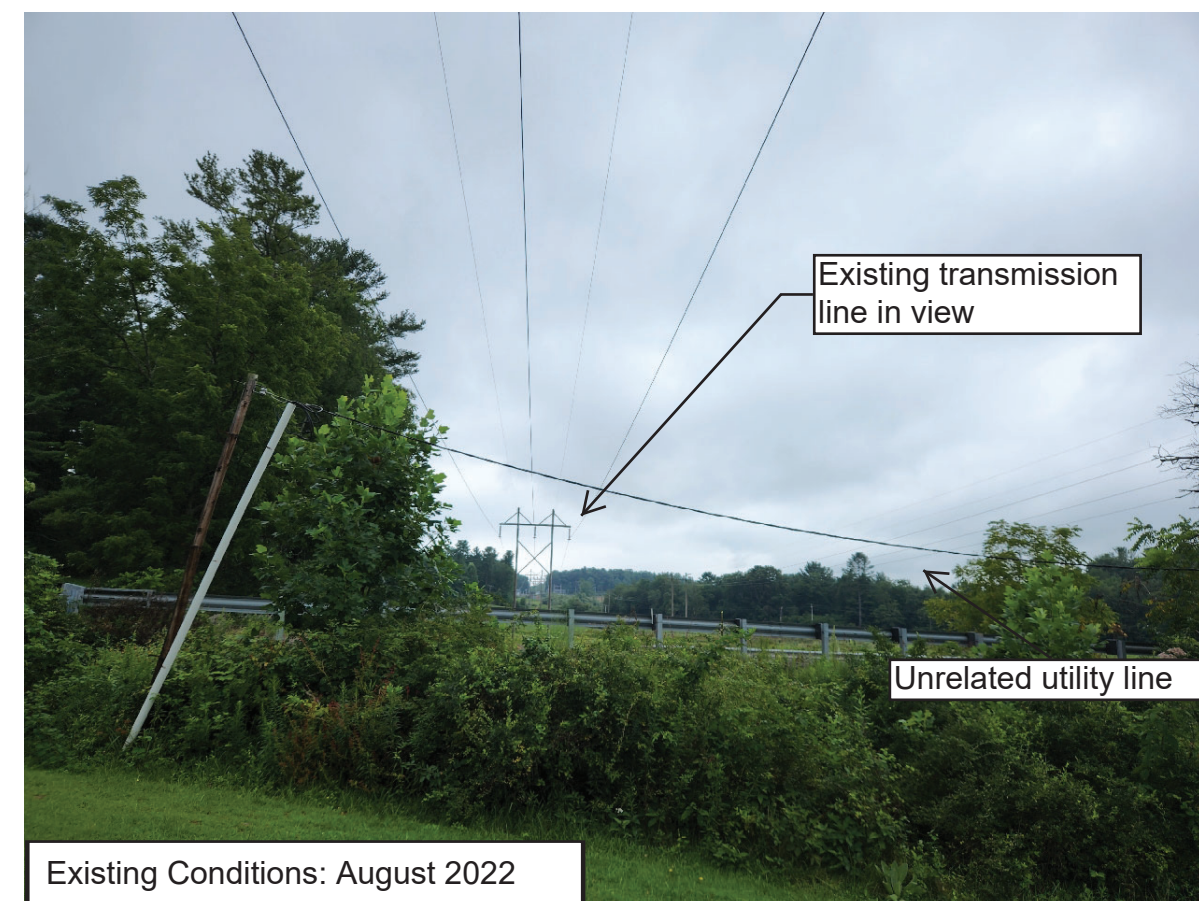 Existing transmission
line in view
Unrelated utility line
Existing Conditions: August 2022